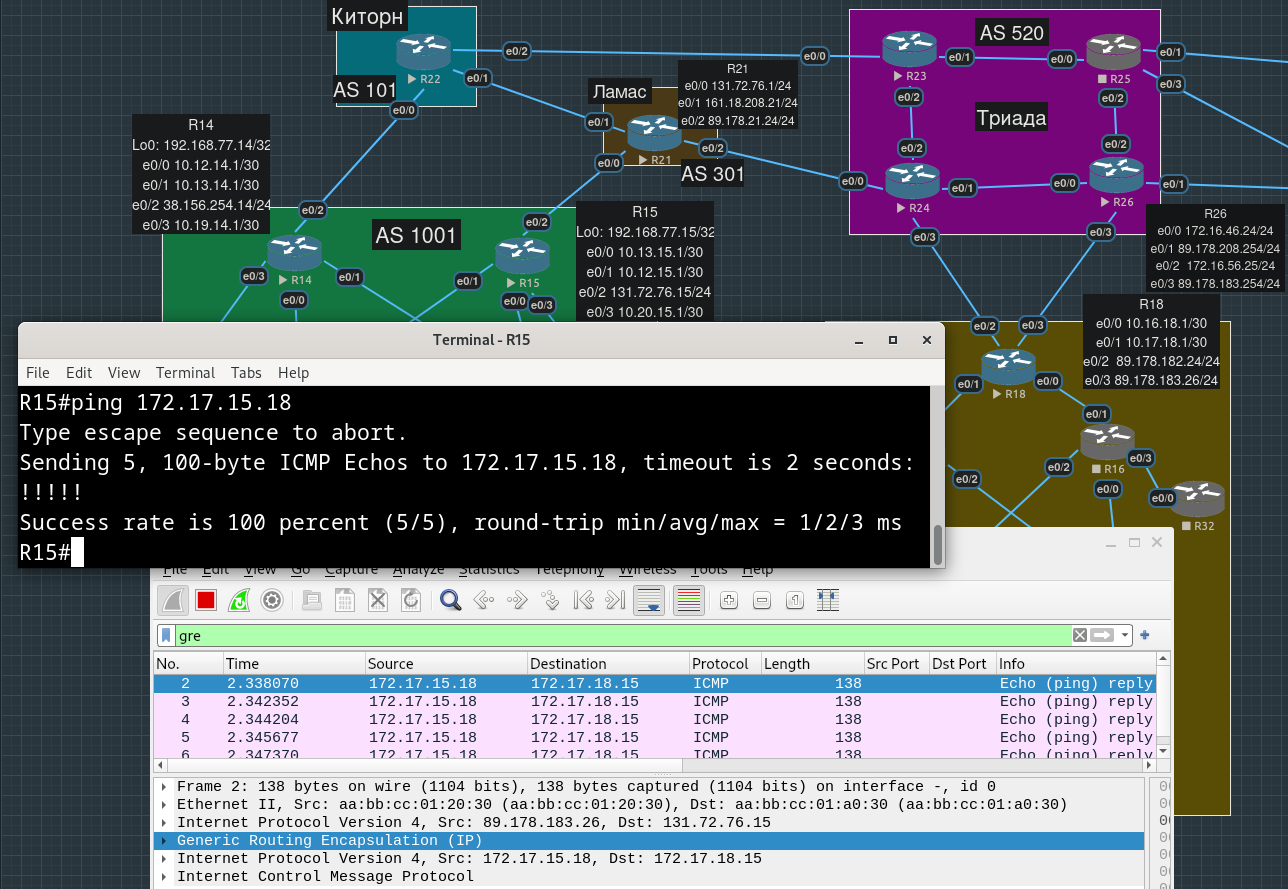 Киторн
R22
AS 101
e0/2
e0/1
e0/0
e0/0
AS 520
R23
e0/1
e0/0
R25
e0/1
e0/3
e0/2
e0/2
Триада
e0/2
e0/2
R24
e0/0
e0/1
e0/0
R26
e0/1
e0/3
e0/3
Ламас
R21
e0/0 131.72.76.1/24
e0/1 161.18.208.21/24
e0/2 89.178.21.24/24
e0/1
R21
e0/2
e0/0
AS 301
R14
Lo0: 192.168.77.14/32
e0/0 10.12.14.1/30
e0/1 10.13.14.1/30
e0/2 38.156.254.14/24
e0/3 10.19.14.1/30
AS 1001
e0/2
R14
e0/3
e0/1
e0/0
e0/2
R15
e0/1
e0/0
e0/3
R15
Lo0: 192.168.77.15/32
e0/0 10.13.15.1/30
e0/1 10.12.15.1/30
e0/2 131.72.76.15/24
e0/3 10.20.15.1/30
R26
e0/0 172.16.46.24/24
e0/1 89.178.208.254/24
e0/2 172.16.56.25/24
e0/3 89.178.183.254/24
R18
e0/0 10.16.18.1/30
e0/1 10.17.18.1/30
e0/2 89.178.182.24/24
e0/3 89.178.183.26/24
e0/2
e0/3
R18
e0/1
e0/0
e0/1
R16
e0/3
e0/2
e0/0
e0/2
e0/0
R32
Terminal - R15
File Edit View Terminal Tabs Help
R15#ping 172.17.15.18
Type escape sequence to abort.
Sending 5, 100-byte ICMP Echos to 172.17.15.18, timeout is 2 seconds:
!!!!!
Success rate is 100 percent (5/5), round-trip min/avg/max = 1/2/3 ms
R15#
File Edit View Go Capture Analyze Statistics Telephony Wireless Tools Help
gre
No. Time Source Destination Protocol Length Src Port Dst Port Info
2 2.338070 172.17.15.18 172.17.18.15 ICMP 138 Echo (ping) reply
3 2.342352 172.17.15.18 172.17.18.15 ICMP 138 Echo (ping) reply
4 2.344204 172.17.15.18 172.17.18.15 ICMP 138 Echo (ping) reply
5 2.345677 172.17.15.18 172.17.18.15 ICMP 138 Echo (ping) reply
6 2.347370 172.17.15.18 172.17.18.15 ICMP 138 Echo (ping) reply
Frame 2: 138 bytes on wire (1104 bits), 138 bytes captured (1104 bits) on interface -, id 0
Ethernet II, Src: aa:bb:cc:01:20:30 (aa:bb:cc:01:20:30), Dst: aa:bb:cc:01:a0:30 (aa:bb:cc:01:a0:30)
Internet Protocol Version 4, Src: 89.178.183.26, Dst: 131.72.76.15
Generic Routing Encapsulation (IP)
Internet Protocol Version 4, Src: 172.17.15.18, Dst: 172.17.18.15
Internet Control Message Protocol